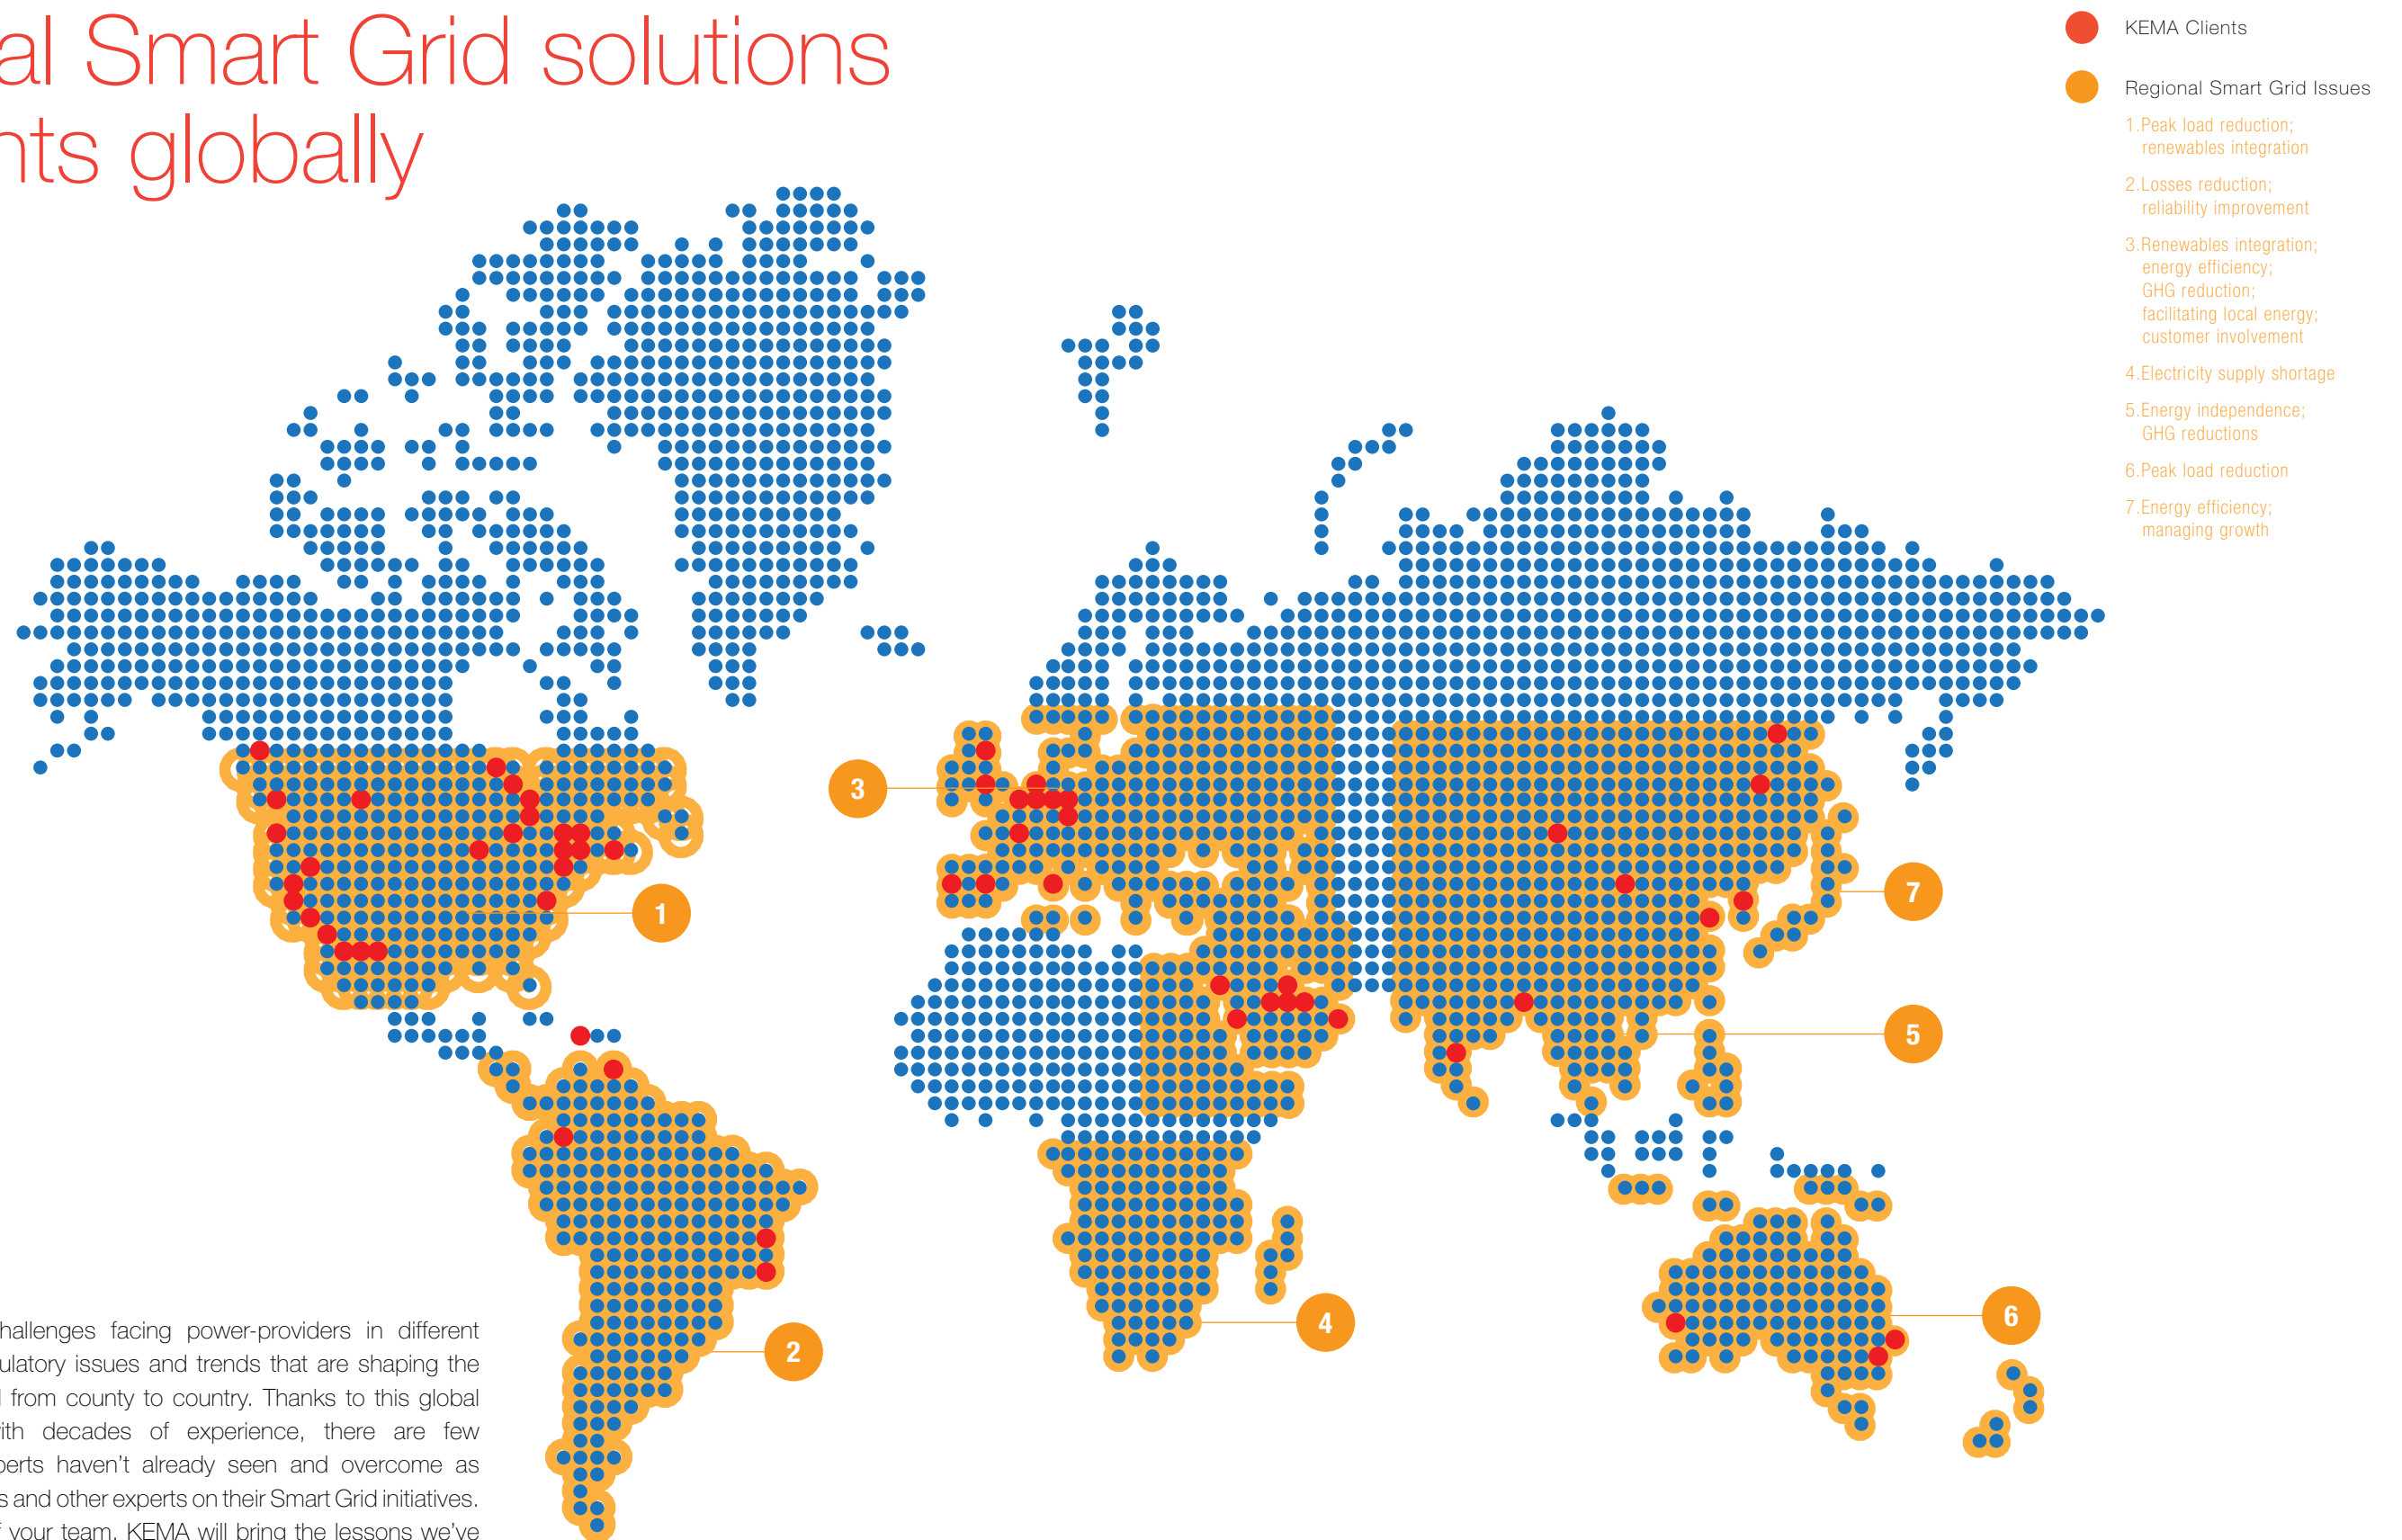 al Smart Grid solutions
nts globally
KEMA Clients
Regional Smart Grid Issues
1.Peak load reduction;
renewables integration
2.Losses reduction;
reliability improvement
3.Renewables integration;
energy efficiency;
GHG reduction;
facilitating local energy;
customer involvement
4.Electricity supply shortage
5.Energy independence;
GHG reductions
6.Peak load reduction
7.Energy efficiency;
managing growth
3
1
7
5
2
4
6
hallenges facing power-providers in different
ulatory issues and trends that are shaping the
from county to country. Thanks to this global
ith decades of experience, there are few
perts haven't already seen and overcome as
s and other experts on their Smart Grid initiatives.
f your team, KEMA will bring the lessons we've